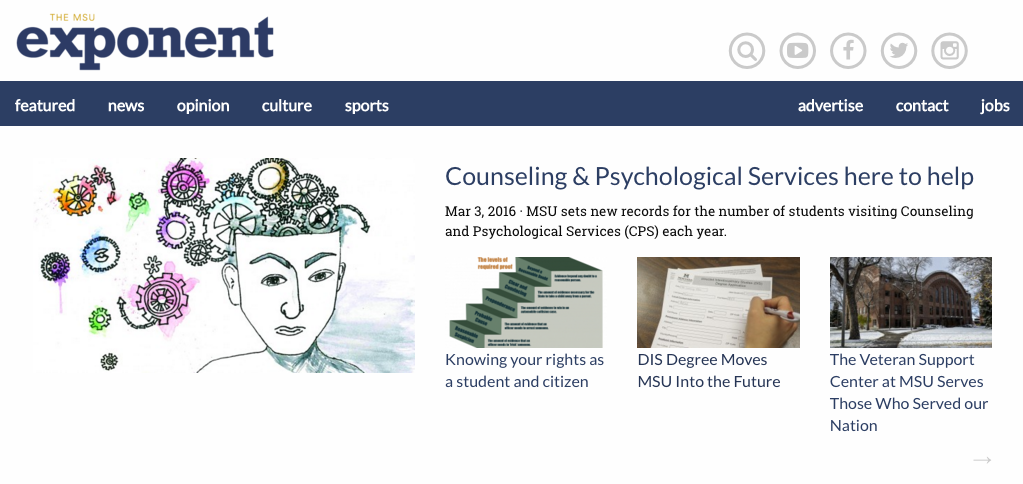 THE MSU
exponent
featured news opinion culture sports advertise contact jobs
Counseling & Psychological Services here to help
Mar 3, 2016 · MSU sets new records for the number of students visiting Counseling
and Psychological Services (CPS) each year.
The levels of
required proof
Knowing your rights as
a student and citizen
DIS Degree Moves
MSU Into the Future
The Veteran Support
Center at MSU Serves
Those Who Served our
Nation
→